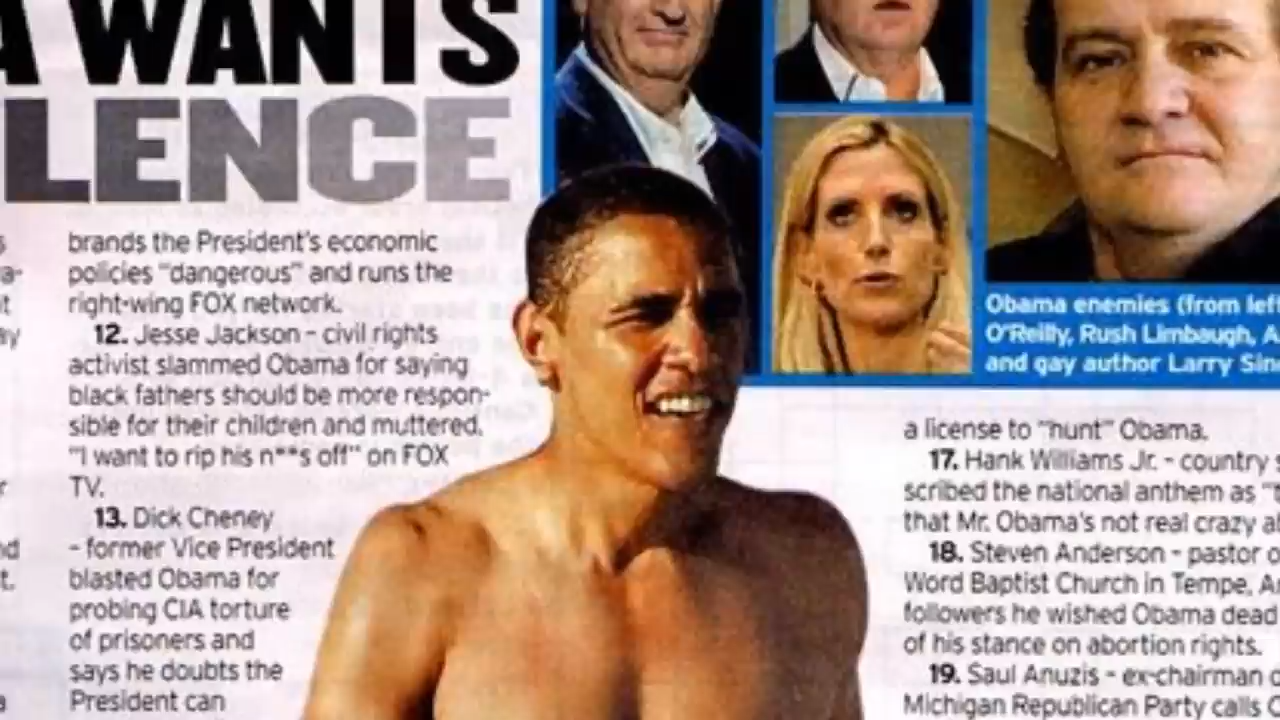 A WANTS
LENCE
brands the President's economic
policies "dangerous" and runs the
right-wing FOX network.
12. Jesse Jackson - civil rights
activist slammed Obama for saying
black fathers should be more respon-
sible for their children and muttered,
"I want to rip his n**s off" on FOX
TV.
13. Dick Cheney
- former Vice President
blasted Obama for
probing CIA torture
of prisoners and
says he doubts the
President can
Obama enemies (from left
O'Reilly, Rush Limbaugh, A
and gay author Larry Sin
a license to "hunt" Obama.
17. Hank Williams Jr. - country s
scribed the national anthem as "
that Mr. Obama's not real crazy a
18. Steven Anderson - pastor o
Word Baptist Church in Tempe, A
followers he wished Obama dead
of his stance on abortion rights.
19. Saul Anuzis - ex-chairman o
Michigan Republican Party calls